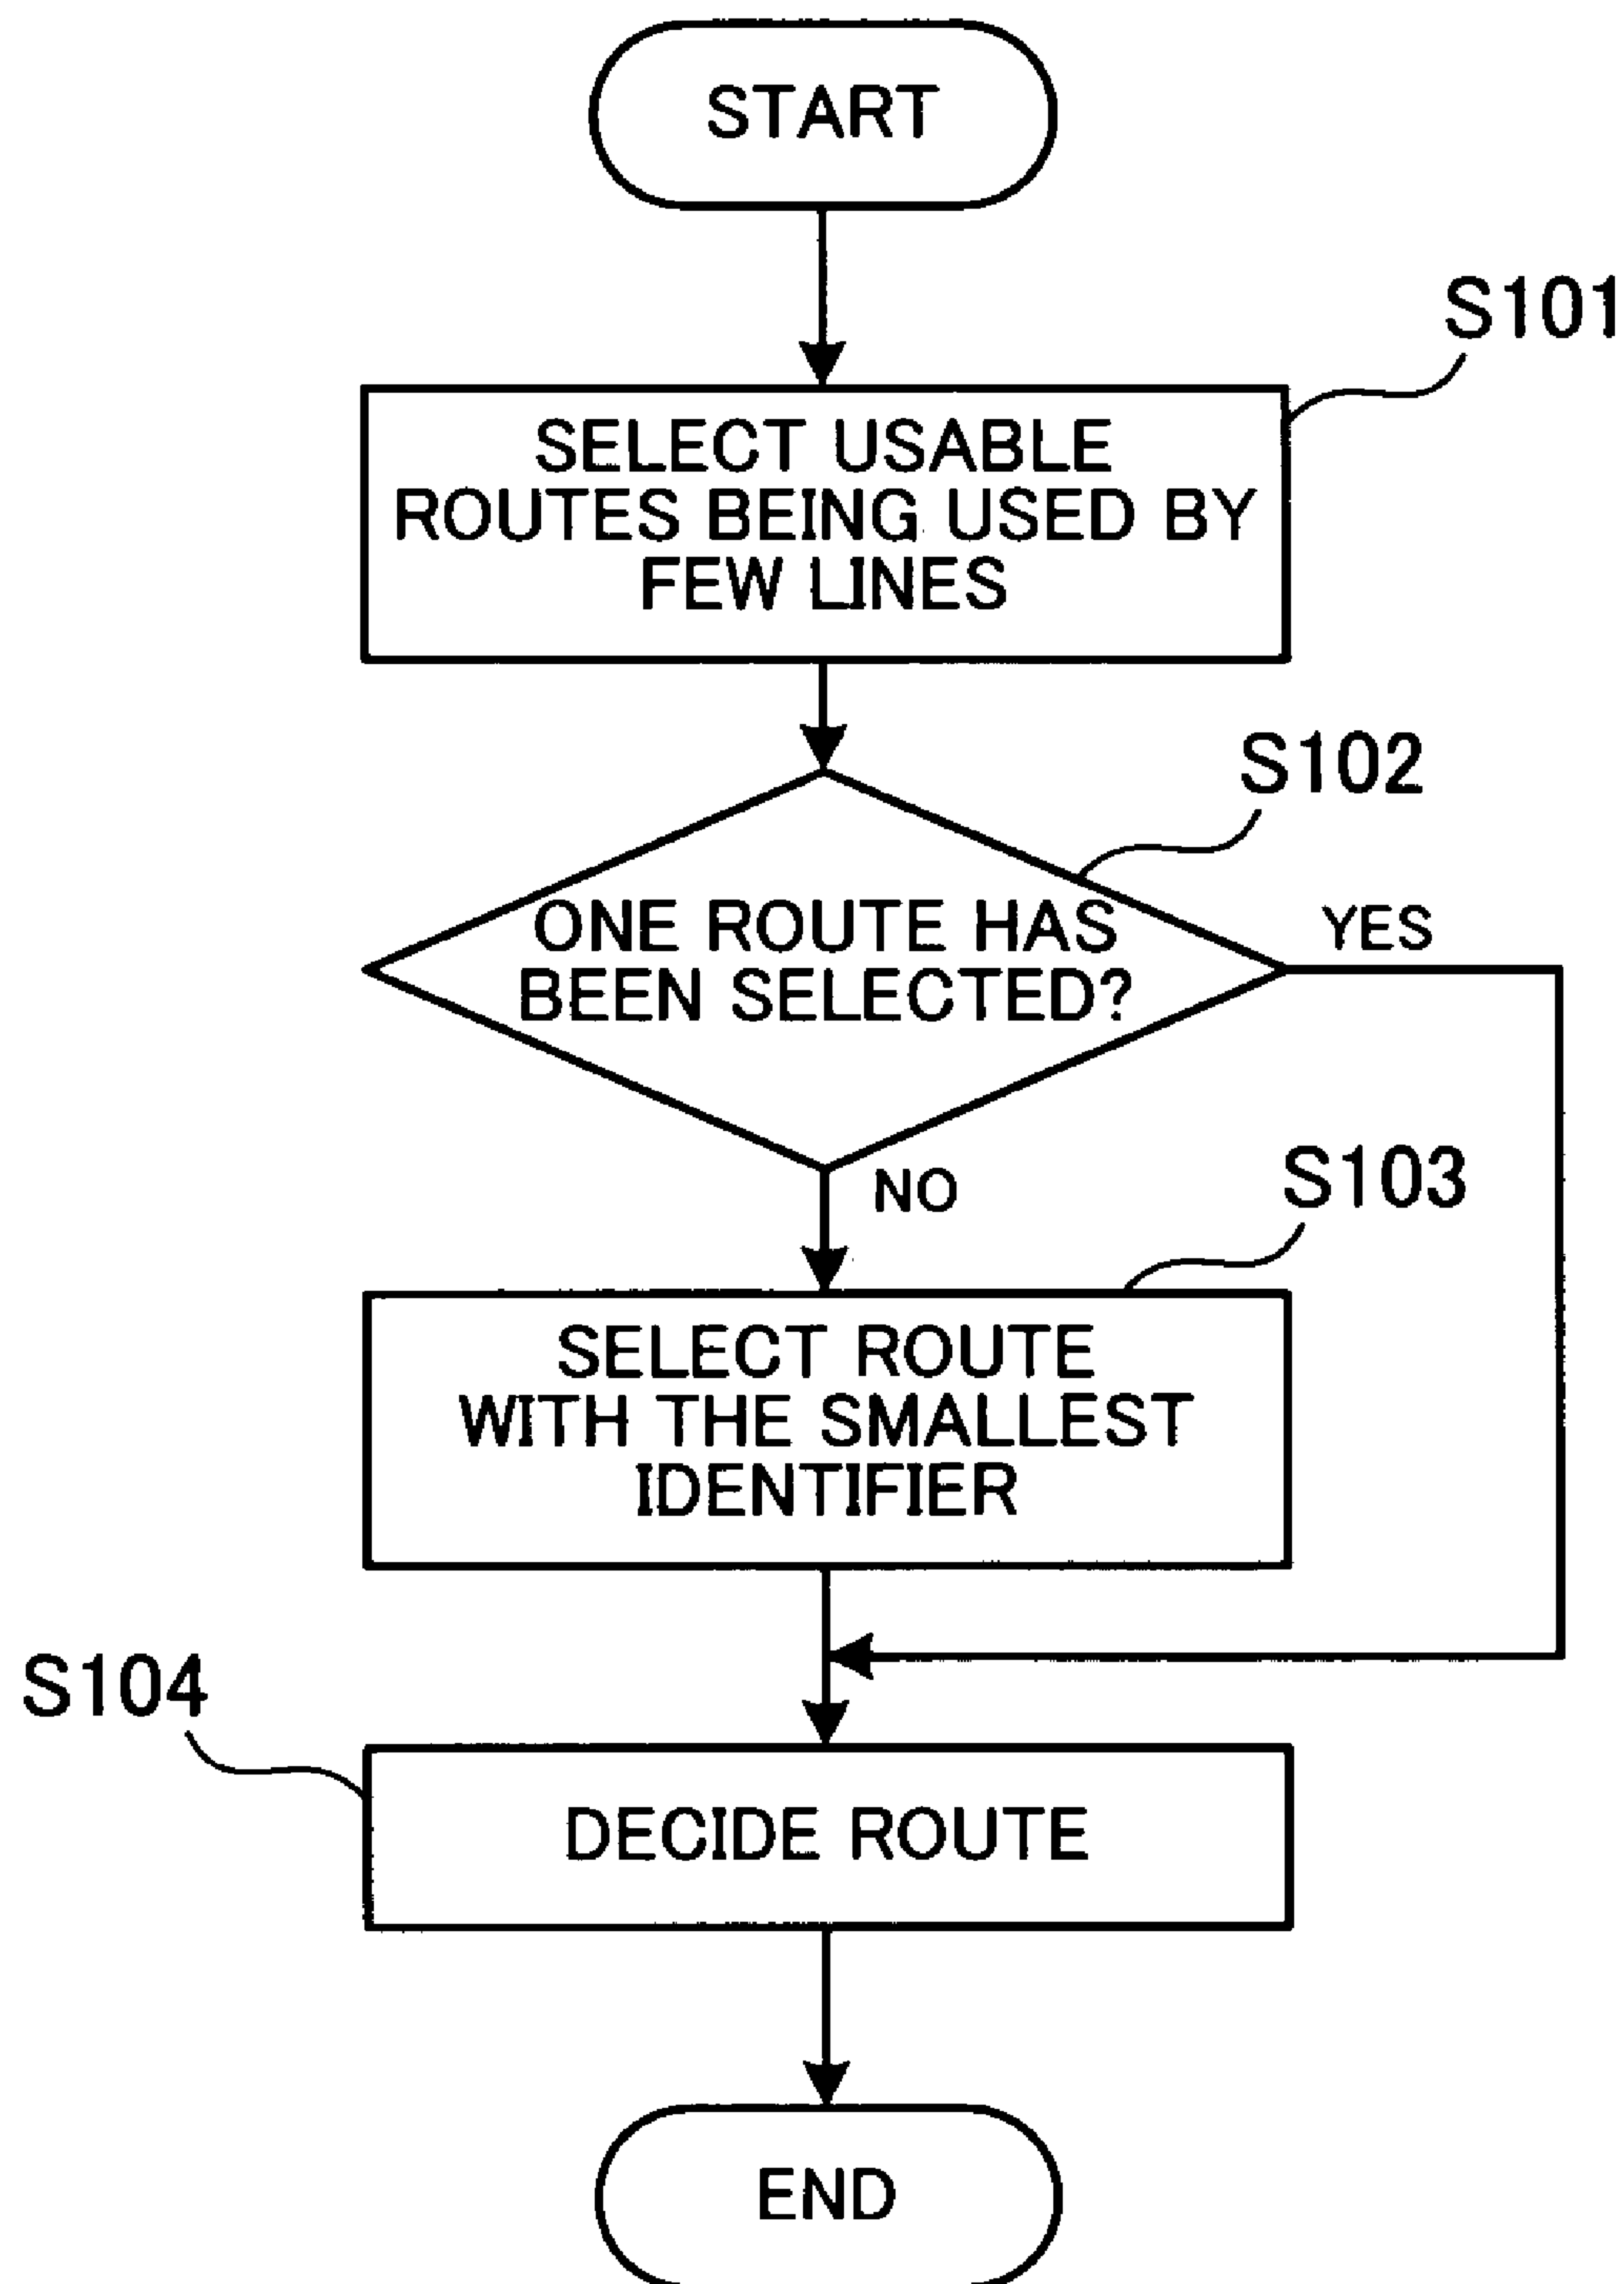 START
S101
SELECT USABLE
ROUTES BEING USED BY
FEW LINES
S102
ONE ROUTE HAS
BEEN SELECTED?
YES
NO
S103
SELECT ROUTE
WITH THE SMALLEST
IDENTIFIER
S104
DECIDE ROUTE
END